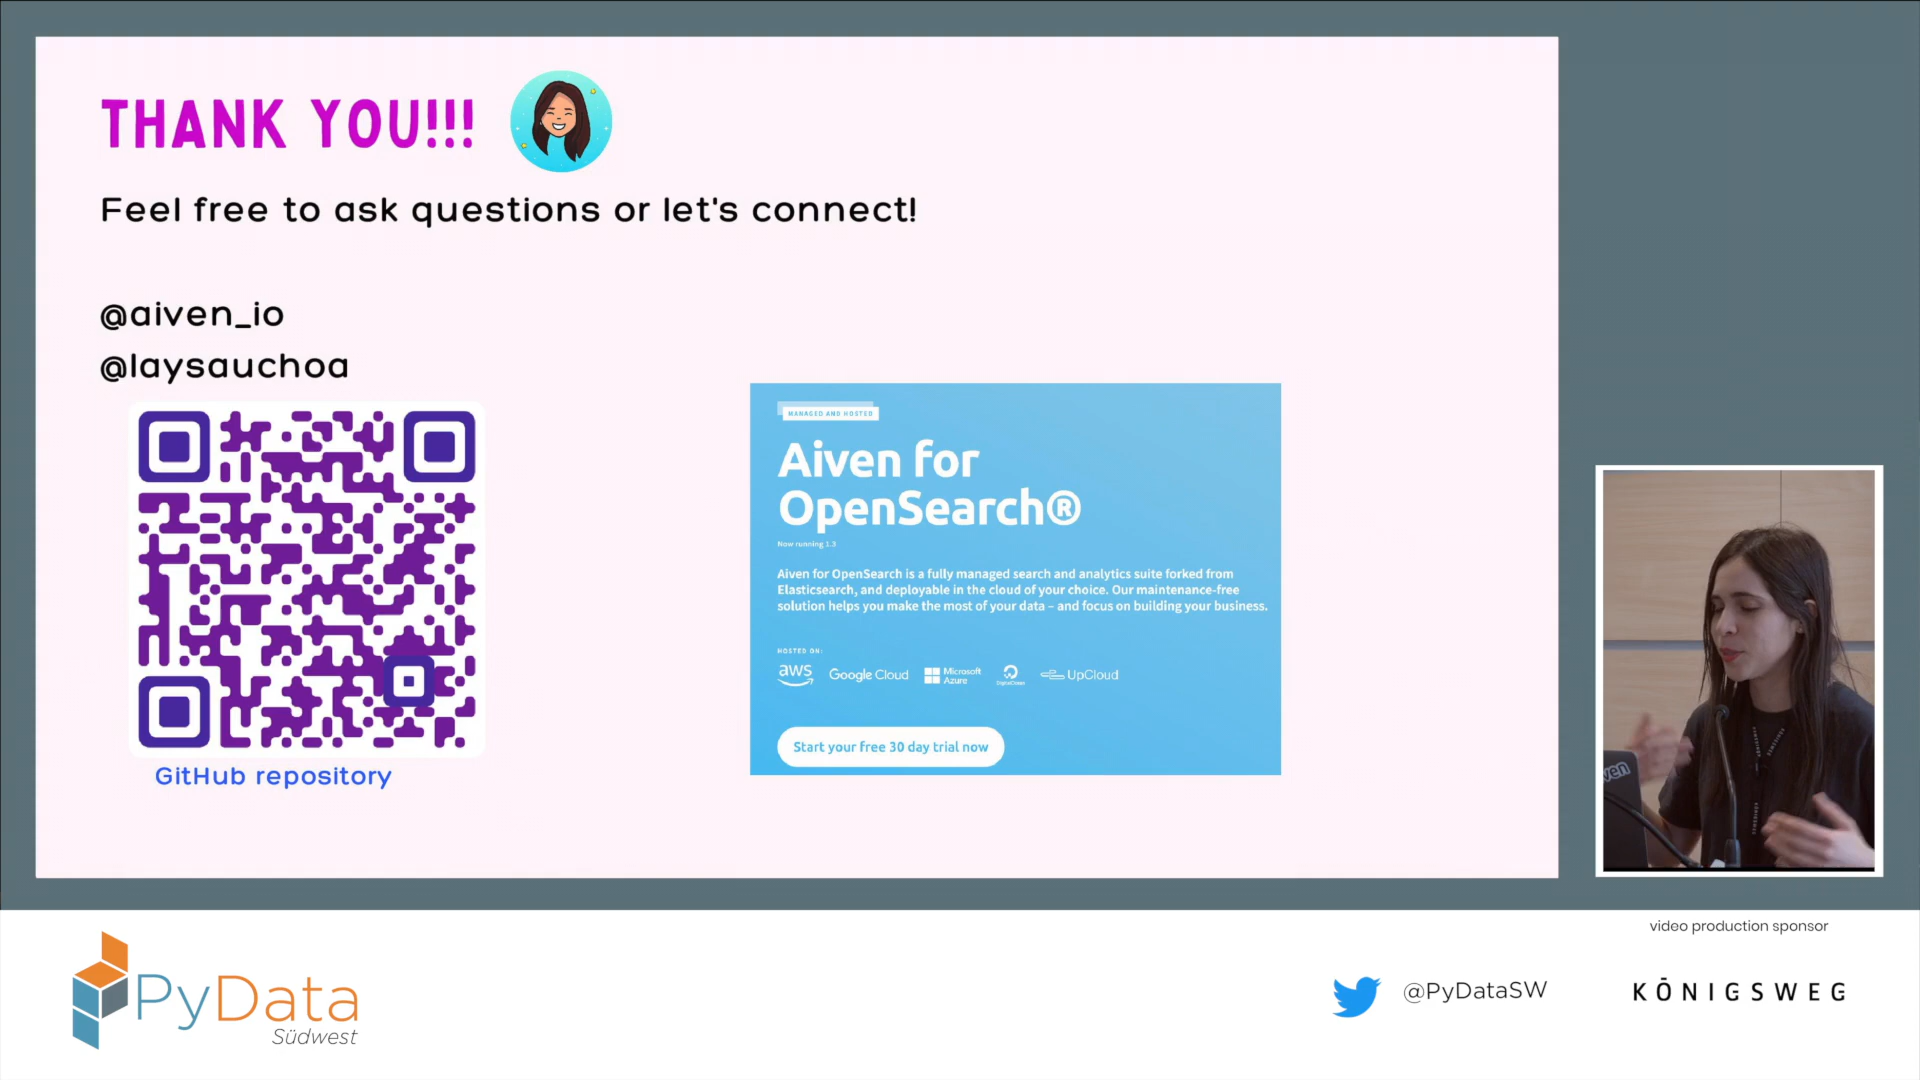 THANK YOU!!!
Feel free to ask questions or let's connect!
@aiven_io
@laysauchoa
GitHub repository
MANAGED AND HOSTED
Aiven for
OpenSearch®
Now running 1.3
Aiven for OpenSearch is a fully managed search and analytics suite forked from
Elasticsearch, and deployable in the cloud of your choice. Our maintenance-free
solution helps you make the most of your data – and focus on building your business.
HOSTED ON:
aws
Google Cloud
Microsoft
Azure
DigitalOcean
UpCloud
Start your free 30 day trial now
video production sponsor
PyData
Südwest
@PyDataSW
KÖNIGSWEG